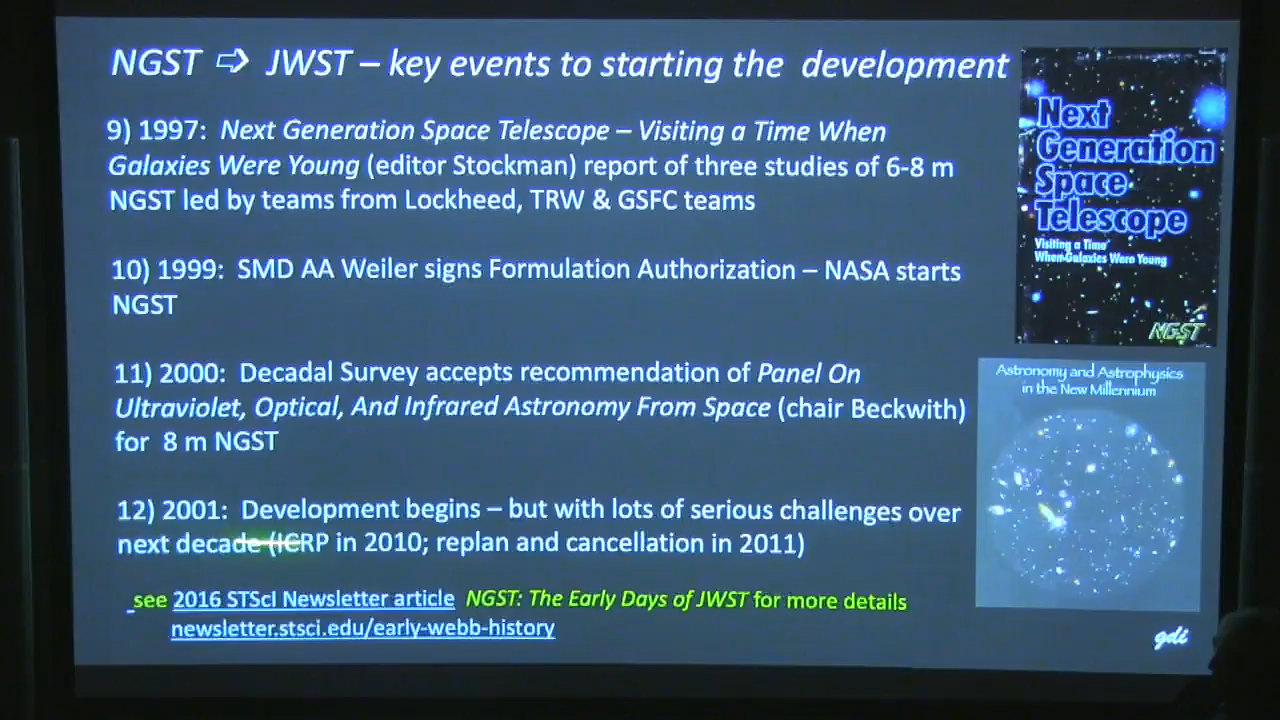 NGST ⇨ JWST – key events to starting the development
9) 1997: Next Generation Space Telescope – Visiting a Time When
Galaxies Were Young (editor Stockman) report of three studies of 6-8 m
NGST led by teams from Lockheed, TRW & GSFC teams
10) 1999: SMD AA Weiler signs Formulation Authorization – NASA starts
NGST
11) 2000: Decadal Survey accepts recommendation of Panel On
Ultraviolet, Optical, And Infrared Astronomy From Space (chair Beckwith)
for 8 m NGST
12) 2001: Development begins – but with lots of serious challenges over
next decade (ICRP in 2010; replan and cancellation in 2011)
see 2016 STScI Newsletter article NGST: The Early Days of JWST for more details
newsletter.stsci.edu/early-webb-history
Next
Generation
Space
Telescope
Visiting a Time
When Galaxies Were Young
NGST
Astronomy and Astrophysics
in the New Millennium
gdi